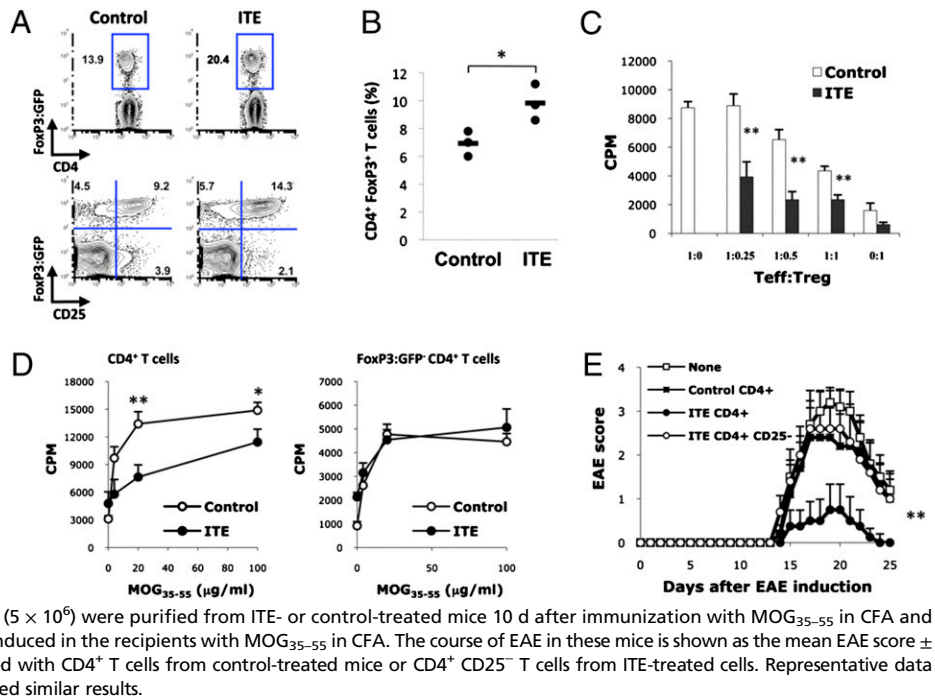 A
Control
ITE
13.9
20.4
FoxP3:GFP
CD4
4.5
9.2
5.7
14.3
3.9
2.1
FoxP3:GFP
CD25
B
*
CD4⁺ FoxP3⁺ T cells (%)
12
10
8
6
4
2
0
Control ITE
C
CPM
12000
10000
8000
6000
4000
2000
0
Control
ITE
**
**
**
1:0 1:0.25 1:0.5 1:1 0:1
Teff:Treg
D
CD4⁺ T cells
CPM
18000
15000
12000
9000
6000
3000
0
**
*
Control
ITE
0 20 40 60 80 100
MOG₃₅₋₅₅ (μg/ml)
FoxP3:GFP⁻ CD4⁺ T cells
CPM
7000
6000
5000
4000
3000
2000
1000
0
Control
ITE
0 50 100
MOG₃₅₋₅₅ (μg/ml)
E
EAE score
4
3
2
1
0
None
Control CD4+
ITE CD4+
ITE CD4+ CD25-
**
0 5 10 15 20 25
Days after EAE induction
(5 × 10⁶) were purified from ITE- or control-treated mice 10 d after immunization with MOG₃₅₋₅₅ in CFA and
nduced in the recipients with MOG₃₅₋₅₅ in CFA. The course of EAE in these mice is shown as the mean EAE score ±
d with CD4⁺ T cells from control-treated mice or CD4⁺ CD25⁻ T cells from ITE-treated cells. Representative data
ed similar results.